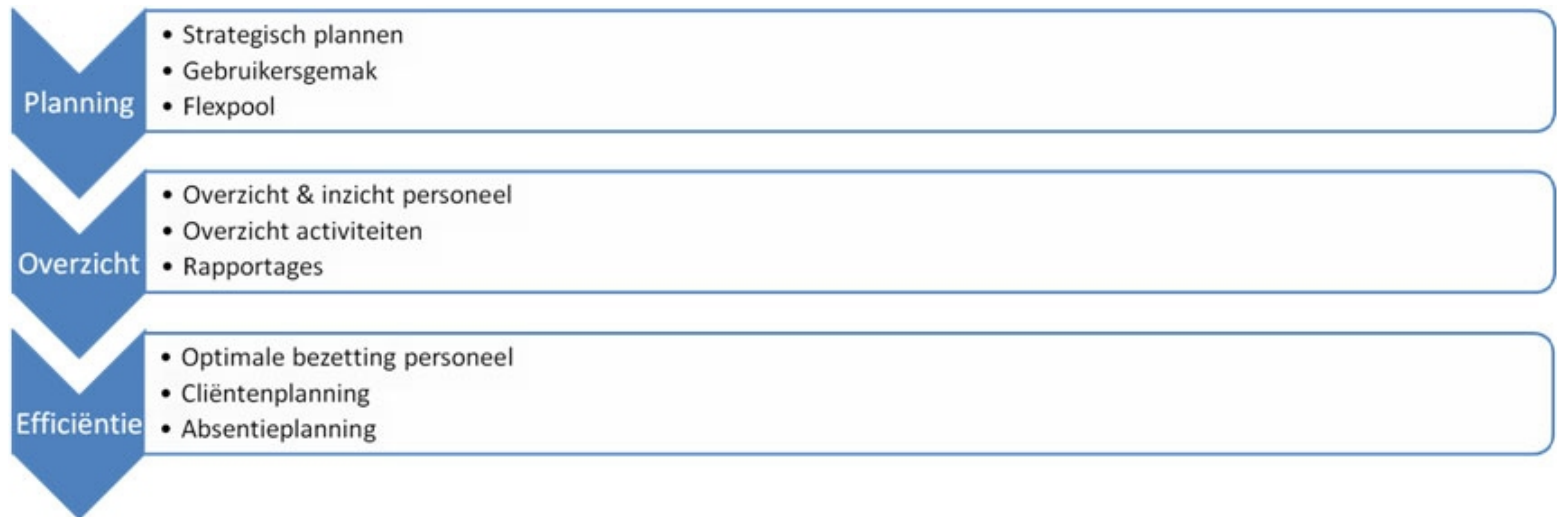 Planning
• Strategisch plannen
• Gebruikersgemak
• Flexpool
Overzicht
• Overzicht & inzicht personeel
• Overzicht activiteiten
• Rapportages
Efficiëntie
• Optimale bezetting personeel
• Cliëntenplanning
• Absentieplanning